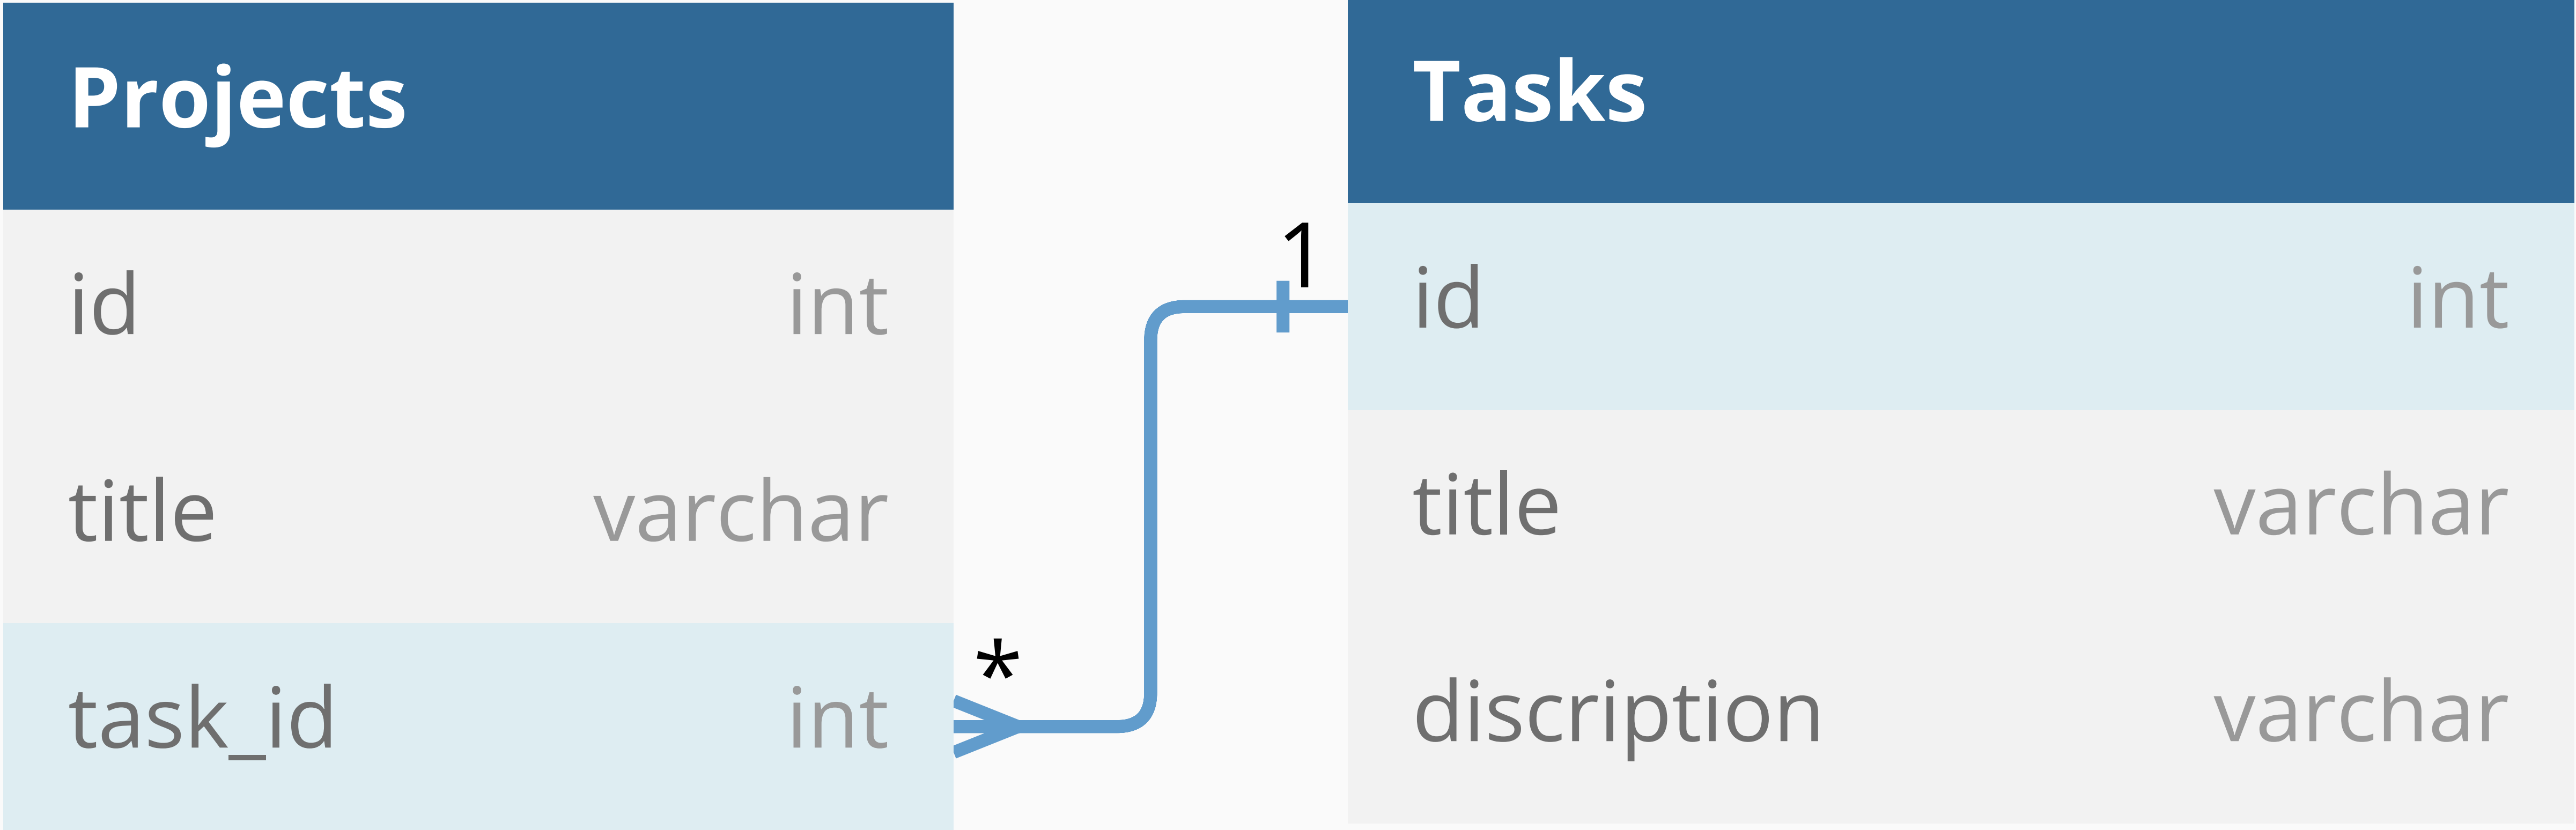 Projects
id int
title varchar
task_id int
* 1
Tasks
id int
title varchar
discription varchar